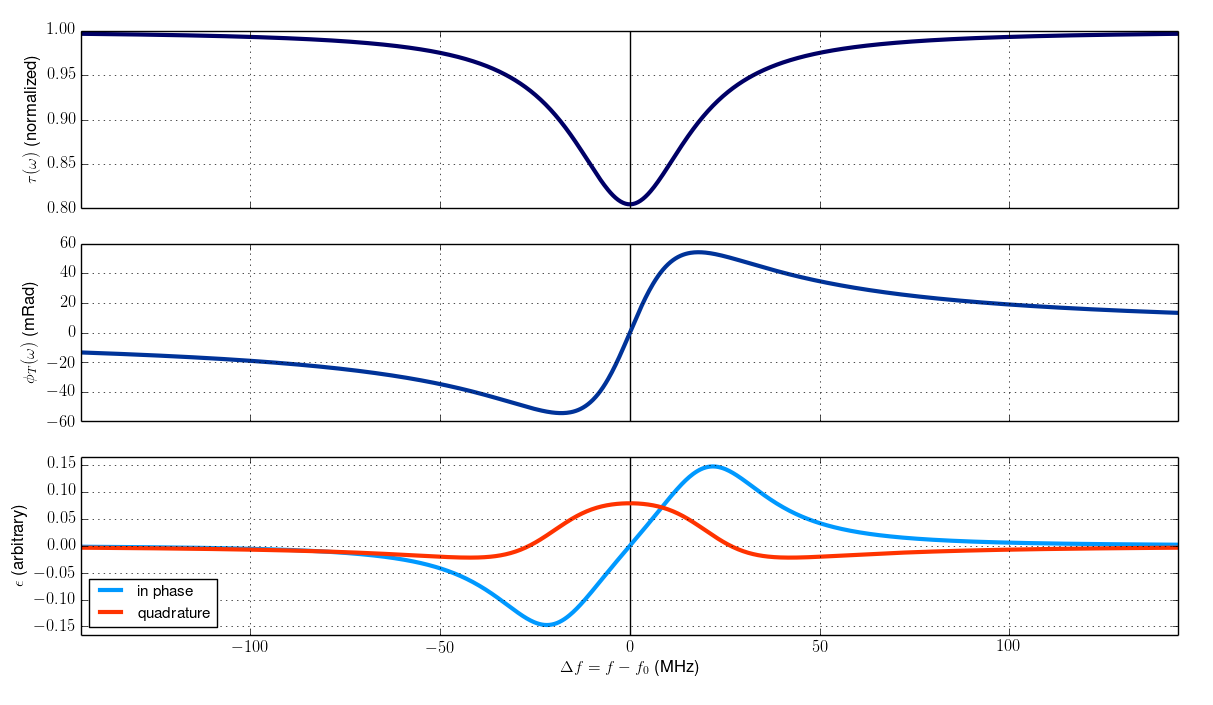 1.00
0.95
0.90
0.85
0.80
τ(ω) (normalized)
60
40
20
0
−20
−40
−60
ϕT(ω) (mRad)
0.15
0.10
0.05
0.00
−0.05
−0.10
−0.15
ϵ (arbitrary)
in phase
quadrature
−100 −50 0 50 100
Δf = f − f0 (MHz)